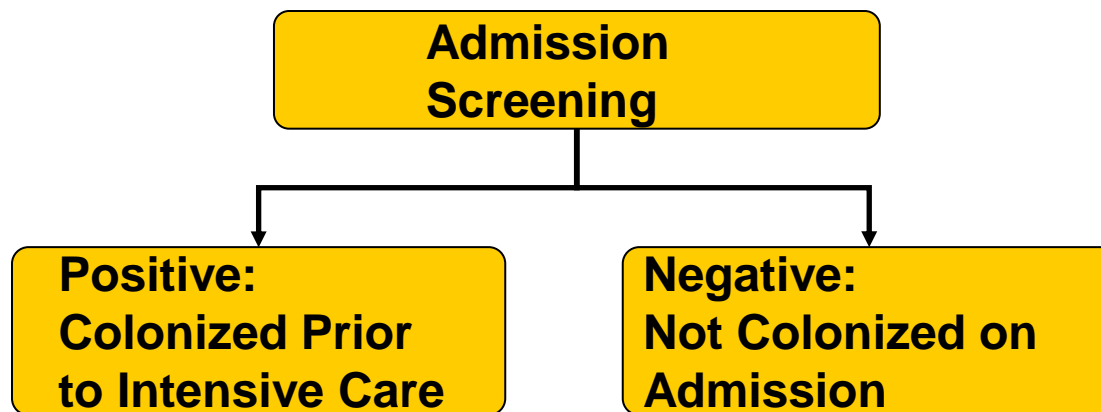 Admission
Screening
Positive:
Colonized Prior
to Intensive Care
Negative:
Not Colonized on
Admission